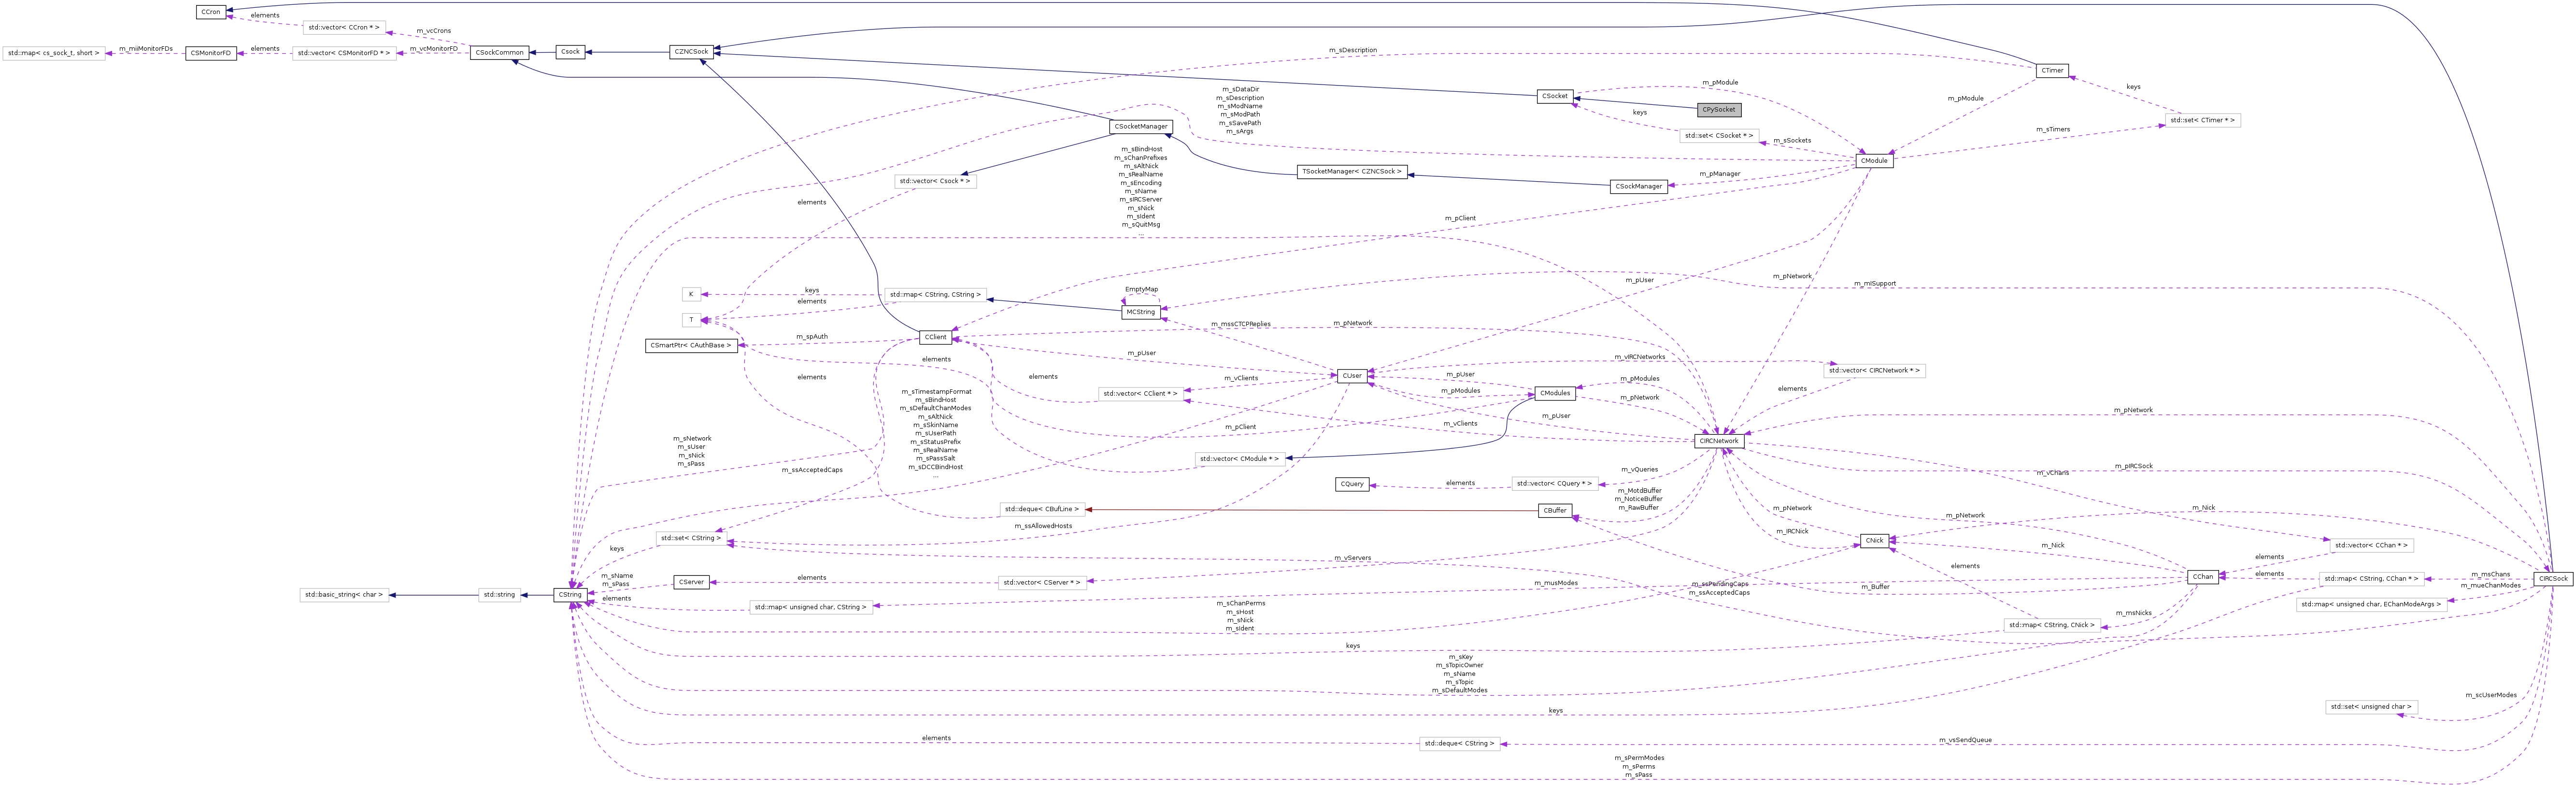 CCron
elements
std::vector< CCron * >
m_vcCrons
std::map< cs_sock_t, short >
m_miiMonitorFDs
CSMonitorFD
elements
std::vector< CSMonitorFD * >
m_vcMonitorFD
CSockCommon
Csock
CZNCSock
m_sDescription
CTimer
m_pModule
keys
std::set< CTimer * >
m_sTimers
CSocket
m_pModule
CPySocket
keys
std::set< CSocket * >
m_sSockets
CModule
m_pManager
m_sDataDir
m_sDescription
m_sModName
m_sModPath
m_sSavePath
m_sArgs
CSocketManager
TSocketManager< CZNCSock >
CSockManager
std::vector< Csock * >
elements
m_sBindHost
m_sChanPrefixes
m_sAltNick
m_sRealName
m_sEncoding
m_sName
m_sIRCServer
m_sNick
m_sIdent
m_sQuitMsg
...
m_pClient
m_pUser
m_pNetwork
m_mISupport
K
keys
std::map< CString, CString >
T
elements
EmptyMap
MCString
CSmartPtr< CAuthBase >
m_spAuth
CClient
m_mssCTCPReplies
m_pNetwork
m_pUser
elements
elements
elements
CUser
m_vIRCNetworks
std::vector< CIRCNetwork * >
elements
m_pUser
m_pModules
CModules
m_pModules
m_pNetwork
std::vector< CClient * >
m_vClients
m_pUser
m_vClients
m_pClient
CIRCNetwork
m_pNetwork
m_sTimestampFormat
m_sBindHost
m_sDefaultChanModes
m_sAltNick
m_sSkinName
m_sUserPath
m_sStatusPrefix
m_sRealName
m_sPassSalt
m_sDCCBindHost
...
m_sNetwork
m_sUser
m_sNick
m_sPass
m_ssAcceptedCaps
std::vector< CModule * >
CQuery
elements
std::vector< CQuery * >
m_vQueries
m_vChans
m_pIRCSock
m_MotdBuffer
m_NoticeBuffer
m_RawBuffer
std::deque< CBufLine >
CBuffer
m_pNetwork
m_IRCNick
m_pNetwork
m_Nick
m_ssAllowedHosts
std::set< CString >
keys
CNick
m_Nick
std::vector< CChan * >
elements
m_vServers
elements
std::vector< CServer * >
CServer
m_sName
m_sPass
elements
std::map< unsigned char, CString >
m_musModes
m_ssPendingCaps
m_ssAcceptedCaps
m_Buffer
elements
CChan
elements
std::map< CString, CChan * >
m_msChans
CIRCSock
m_mueChanModes
std::map< unsigned char, EChanModeArgs >
std::basic_string< char >
std::string
CString
m_sChanPerms
m_sHost
m_sNick
m_sIdent
m_msNicks
std::map< CString, CNick >
keys
m_sKey
m_sTopicOwner
m_sName
m_sTopic
m_sDefaultModes
keys
m_scUserModes
std::set< unsigned char >
elements
std::deque< CString >
m_vsSendQueue
m_sPermModes
m_sPerms
m_sPass